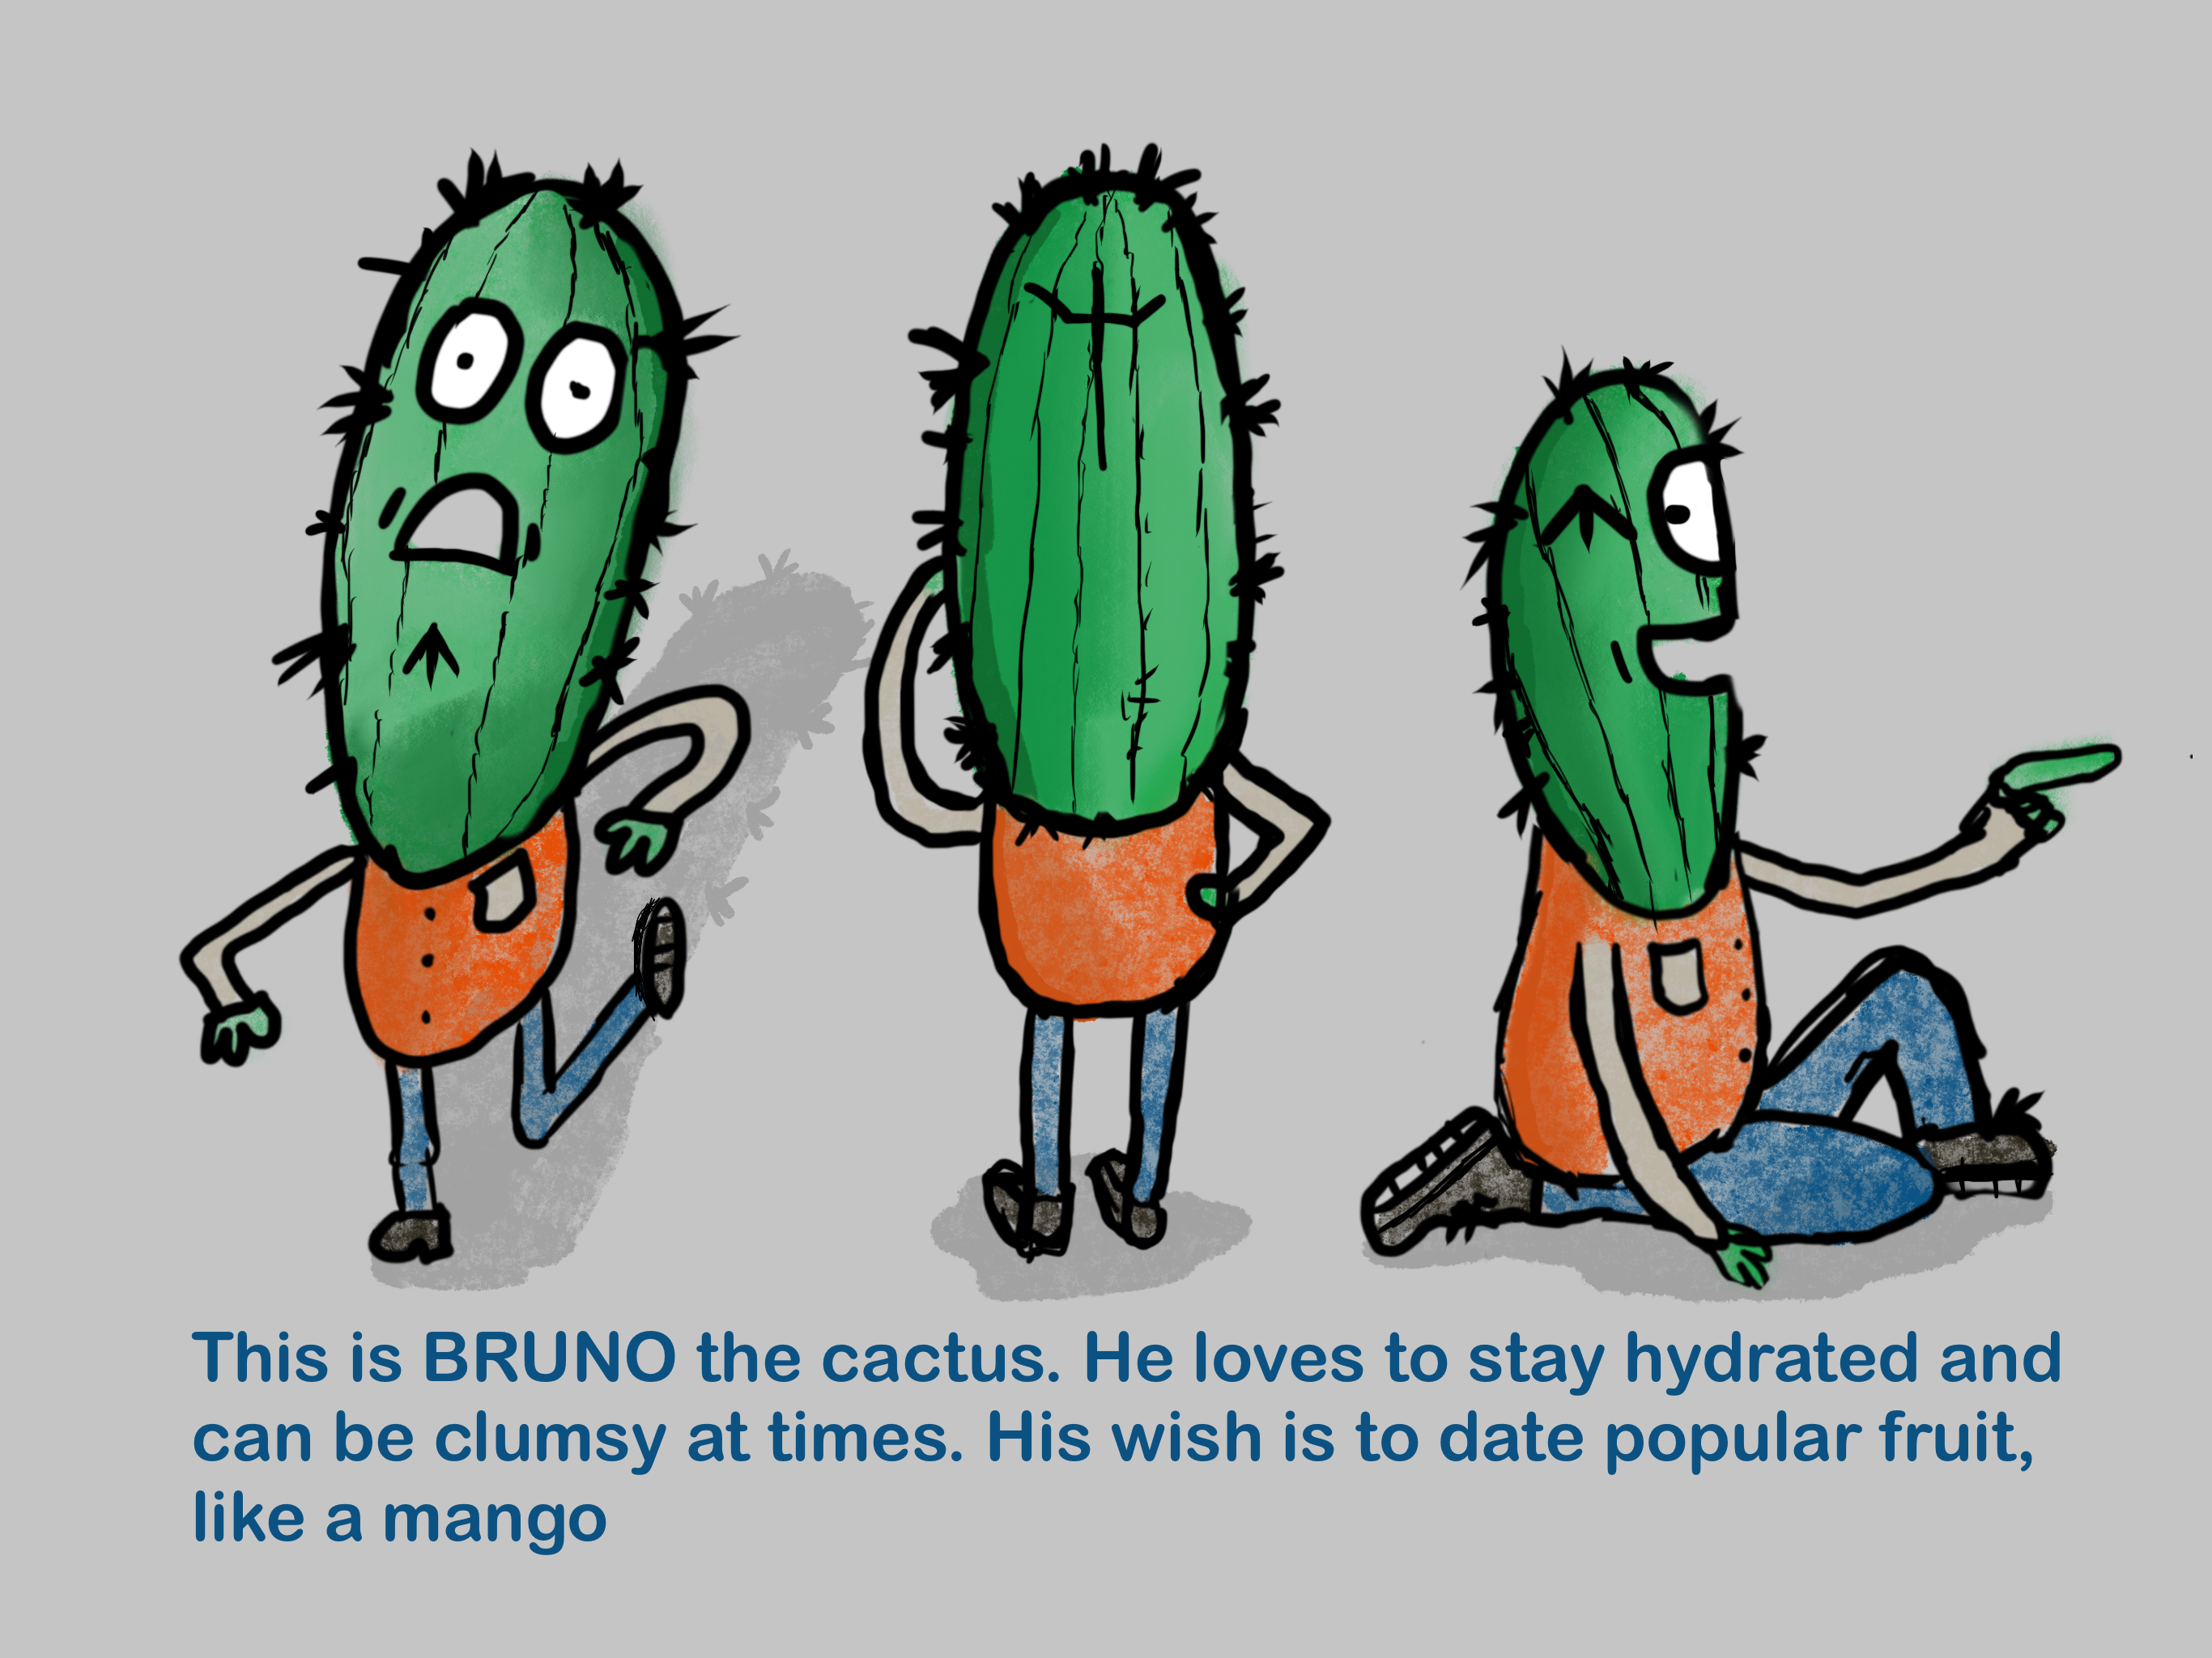 This is BRUNO the cactus. He loves to stay hydrated and
can be clumsy at times. His wish is to date popular fruit,
like a mango